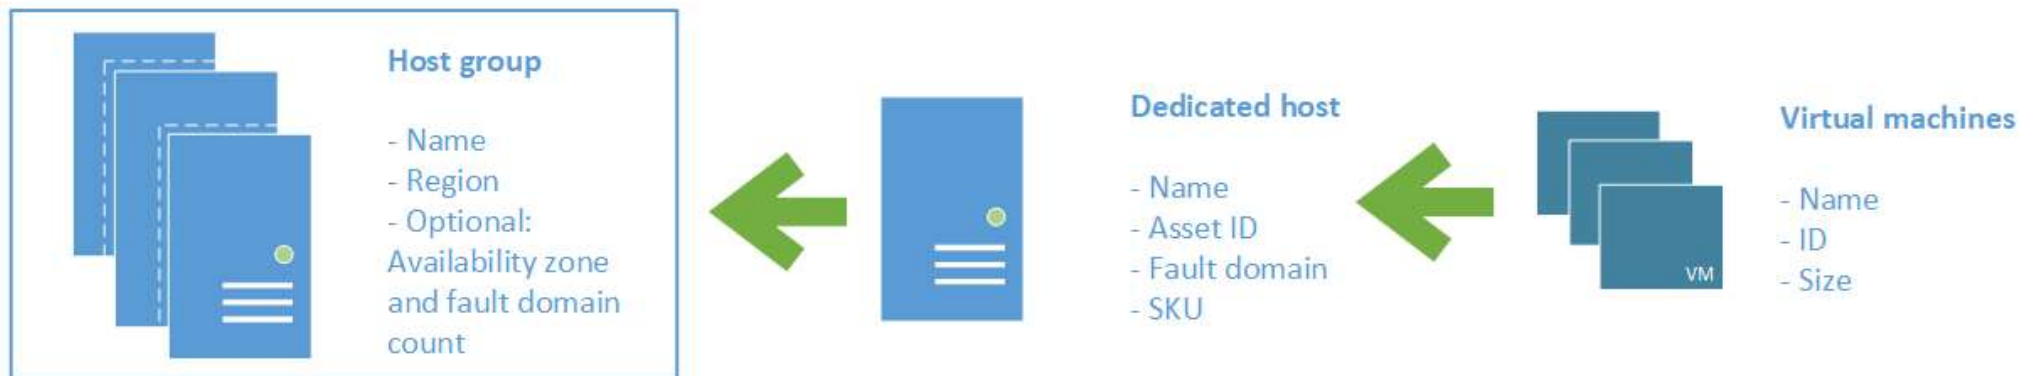 Host group
- Name
- Region
- Optional:
Availability zone
and fault domain
count
Dedicated host
- Name
- Asset ID
- Fault domain
- SKU
VM
Virtual machines
- Name
- ID
- Size